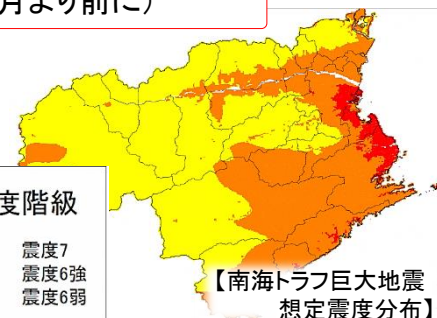 月より前に）
度階級
震度7
震度6強
震度6弱
【南海トラフ巨大地震
想定震度分布】